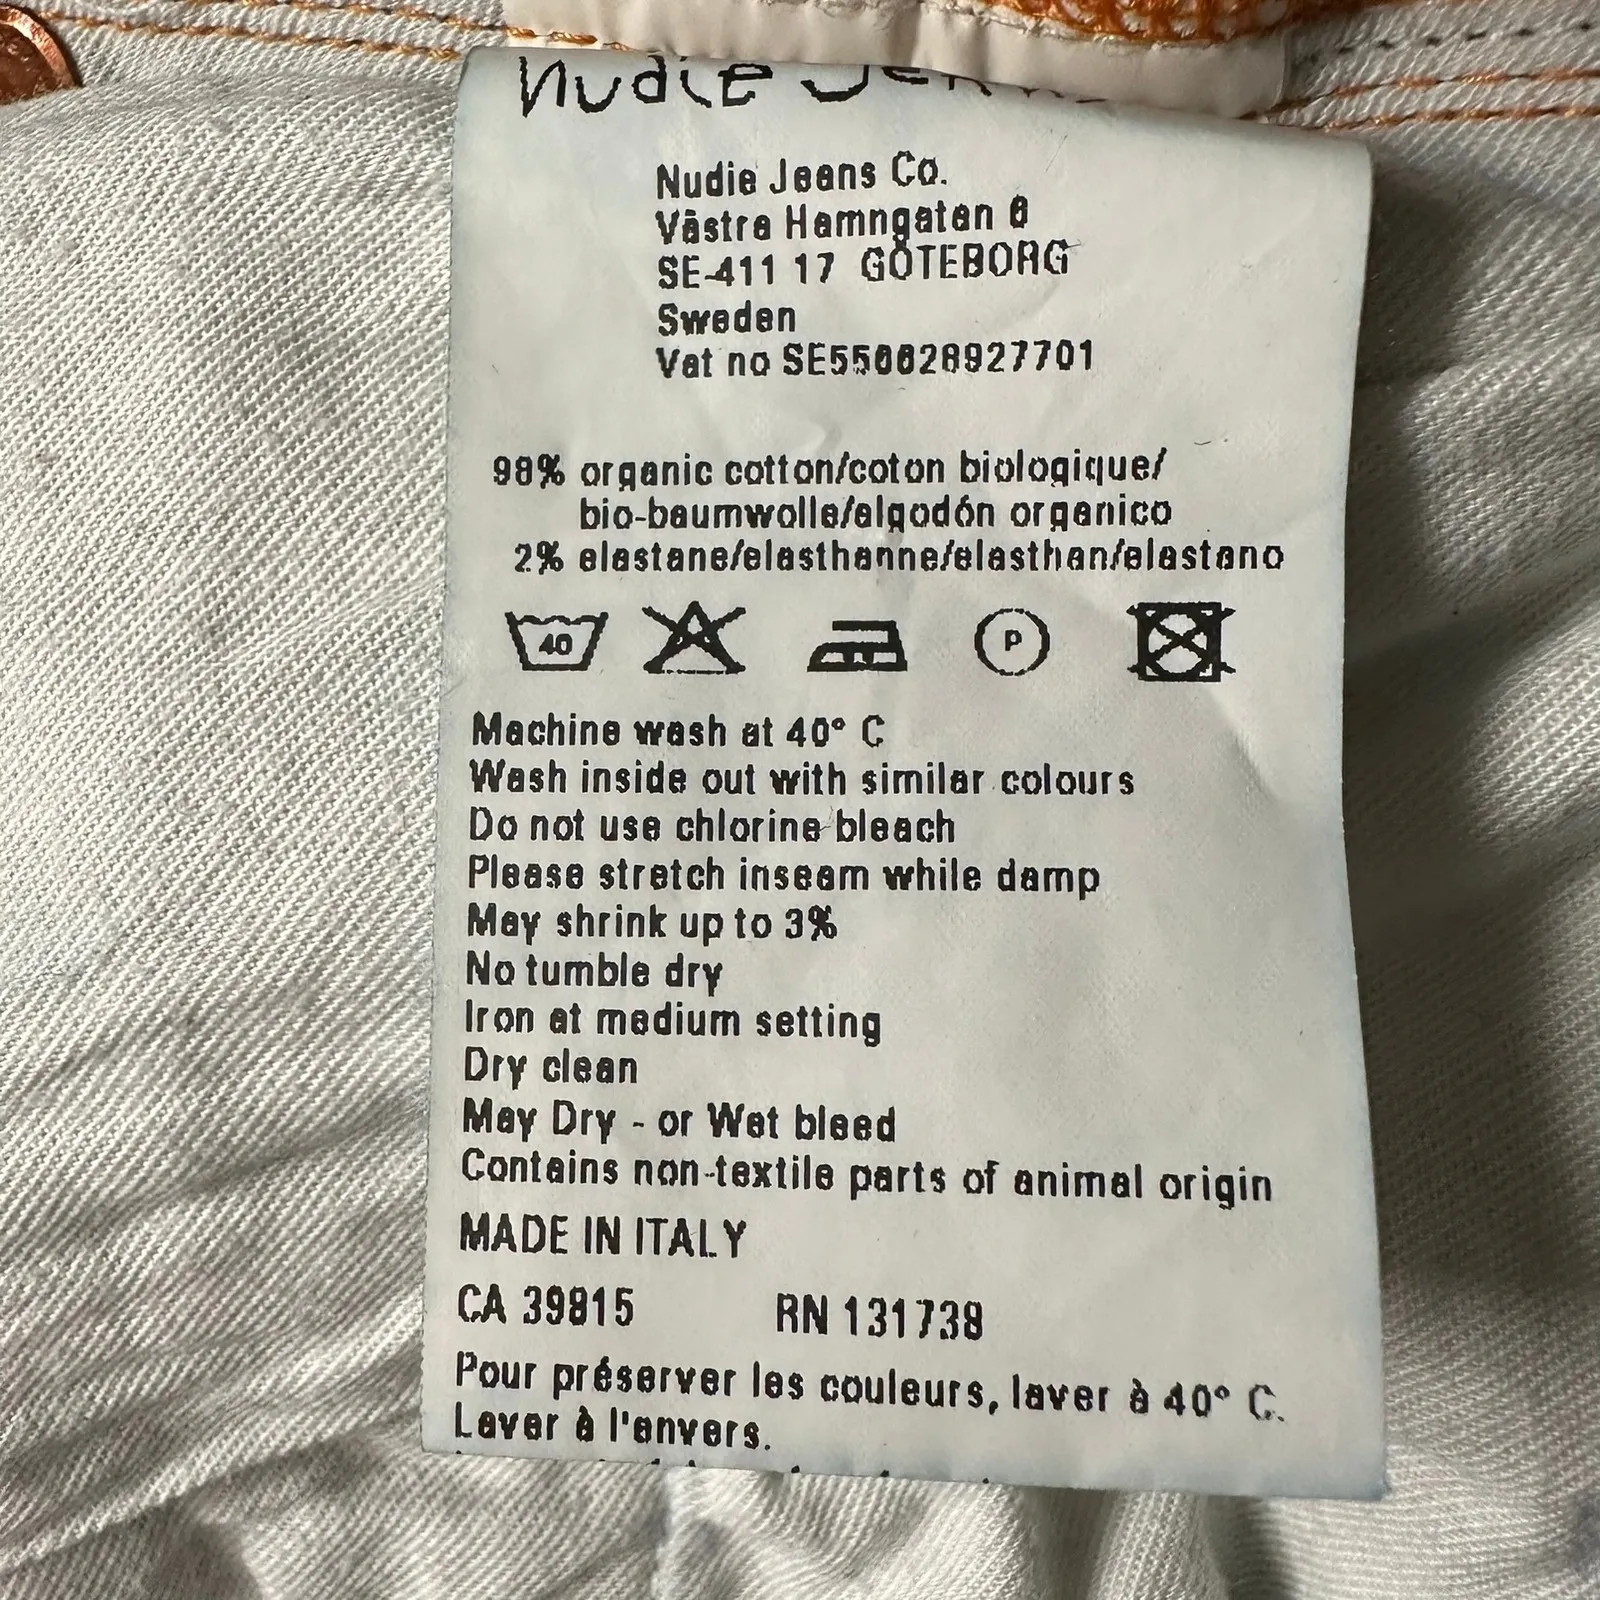 Nudie Jeans
Nudie Jeans Co.
Västra Hamngatan 6
SE-411 17 GÖTEBORG
Sweden
Vat no SE556628927701
98% organic cotton/coton biologique/
bio-baumwolle/algodón organico
2% elastane/elasthanne/elasthan/elastano
40
P
Machine wash at 40° C
Wash inside out with similar colours
Do not use chlorine bleach
Please stretch inseam while damp
May shrink up to 3%
No tumble dry
Iron at medium setting
Dry clean
May Dry - or Wet bleed
Contains non-textile parts of animal origin
MADE IN ITALY
CA 39815 RN 131738
Pour préserver les couleurs, laver à 40° C.
Laver à l'envers.